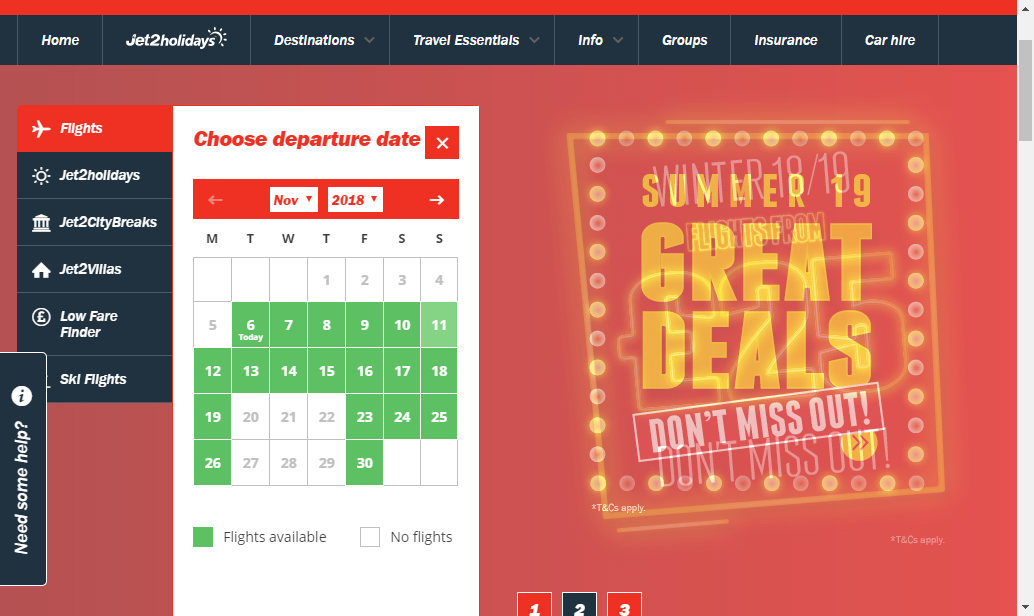 Home
Jet2holidays
Destinations
Travel Essentials
Info
Groups
Insurance
Car hire
Flights
Jet2holidays
Jet2CityBreaks
Jet2Villas
Low Fare
Finder
Ski Flights
i
Need some help?
Choose departure date
Nov 2018
M T W T F S S
1 2 3 4
5 6 7 8 9 10 11
Today
12 13 14 15 16 17 18
19 20 21 22 23 24 25
26 27 28 29 30
Flights available
No flights
WINTER 18/19
SUMMER 19
FLIGHTS FROM
GREAT
DEALS
DON'T MISS OUT!
DON'T MISS OUT!
*T&Cs apply.
*T&Cs apply.
1 2 3